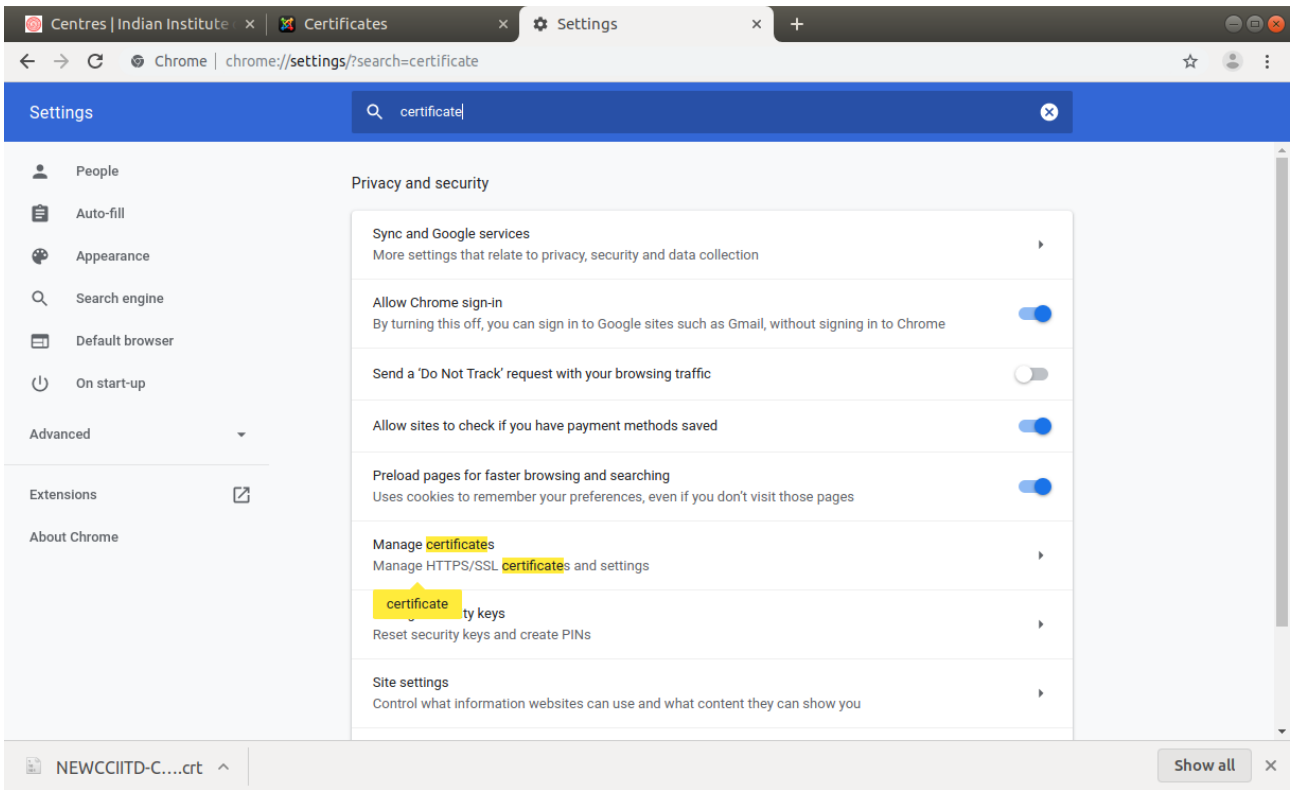 Centres | Indian Institute
Certificates
Settings
Chrome | chrome://settings/?search=certificate
Settings
certificate
People
Auto-fill
Appearance
Search engine
Default browser
On start-up
Advanced
Extensions
About Chrome
Privacy and security
Sync and Google services
More settings that relate to privacy, security and data collection
Allow Chrome sign-in
By turning this off, you can sign in to Google sites such as Gmail, without signing in to Chrome
Send a 'Do Not Track' request with your browsing traffic
Allow sites to check if you have payment methods saved
Preload pages for faster browsing and searching
Uses cookies to remember your preferences, even if you don't visit those pages
Manage certificates
Manage HTTPS/SSL certificates and settings
certificate
ty keys
Reset security keys and create PINs
Site settings
Control what information websites can use and what content they can show you
NEWCCIITD-C....crt
Show all